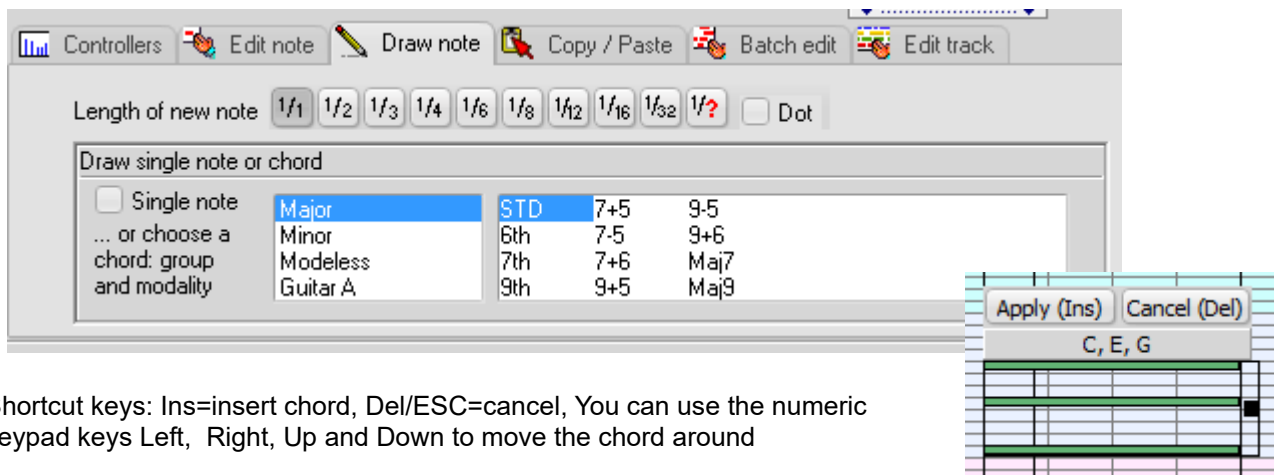 Controllers Edit note Draw note Copy / Paste Batch edit Edit track
Length of new note 1/1 1/2 1/3 1/4 1/6 1/8 1/12 1/16 1/32 1/? Dot
Draw single note or chord
Single note Major STD 7+5 9-5
... or choose a Minor 6th 7-5 9+6
chord: group Modeless 7th 7+6 Maj7
and modality Guitar A 9th 9+5 Maj9
Apply (Ins) Cancel (Del)
C, E, G
hortcut keys: Ins=insert chord, Del/ESC=cancel, You can use the numeric
eypad keys Left, Right, Up and Down to move the chord around